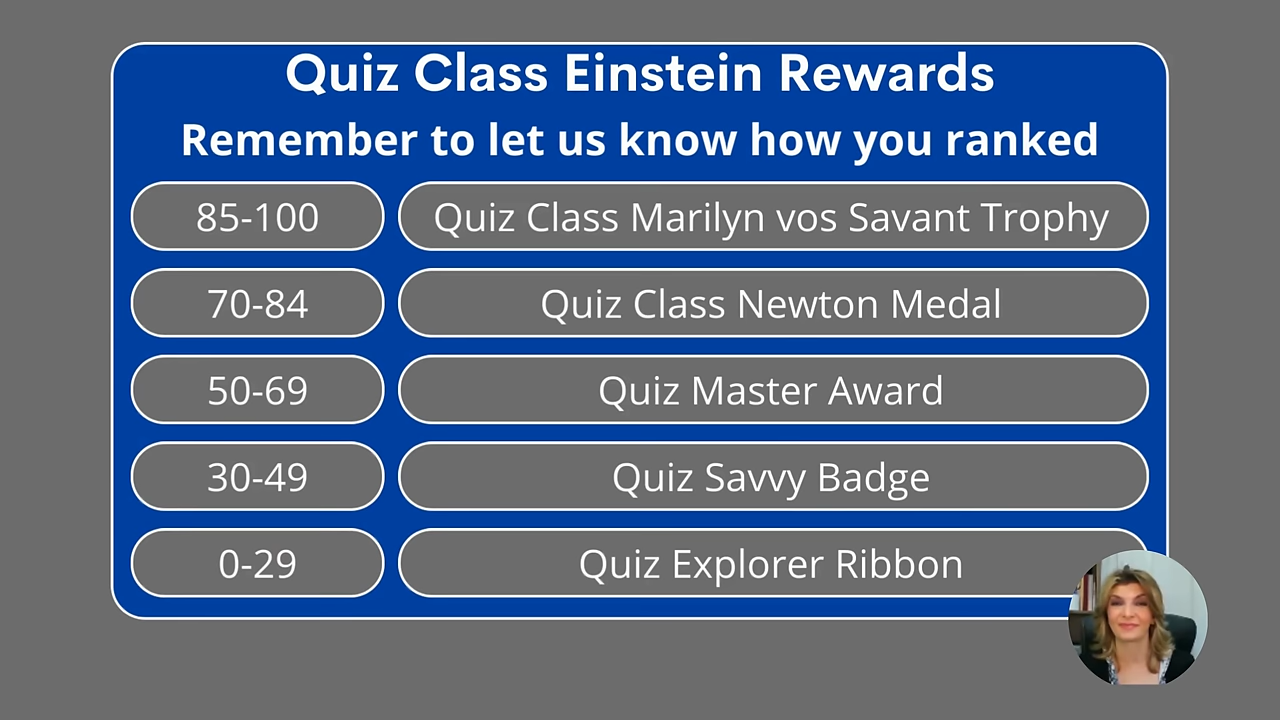 Quiz Class Einstein Rewards
Remember to let us know how you ranked
85-100 Quiz Class Marilyn vos Savant Trophy
70-84 Quiz Class Newton Medal
50-69 Quiz Master Award
30-49 Quiz Savvy Badge
0-29 Quiz Explorer Ribbon